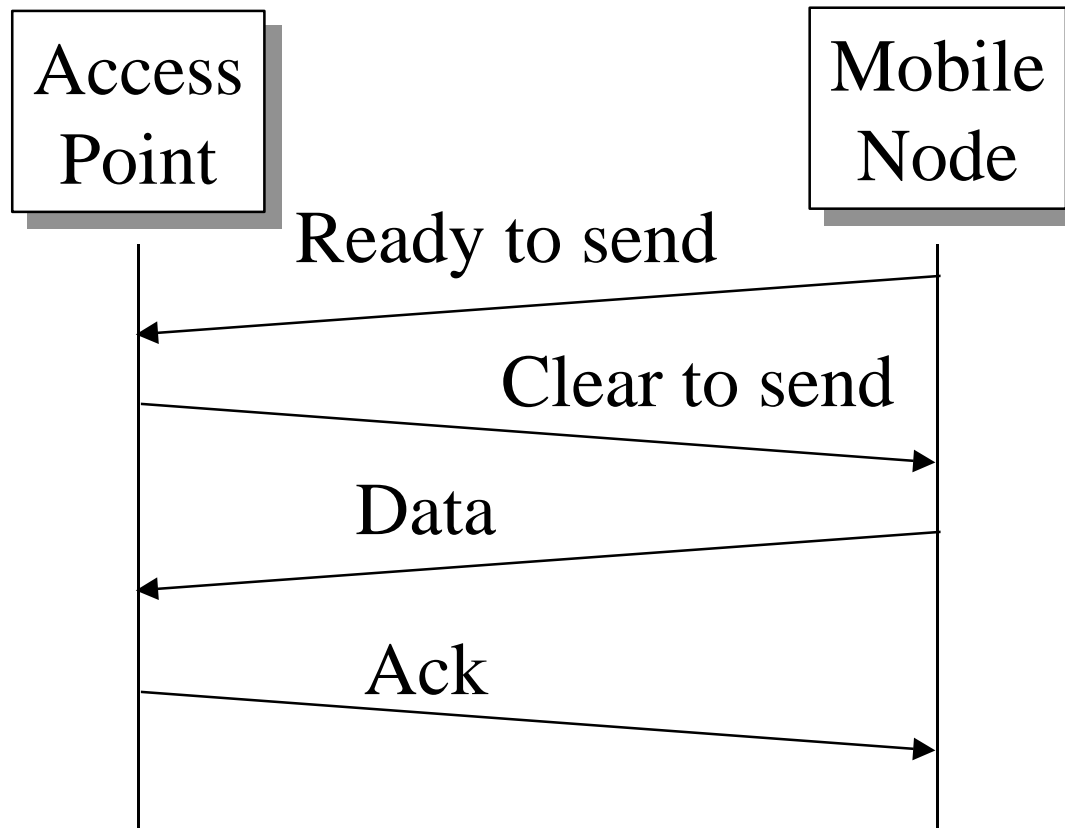 Access
Point
Mobile
Node
Ready to send
Clear to send
Data
Ack